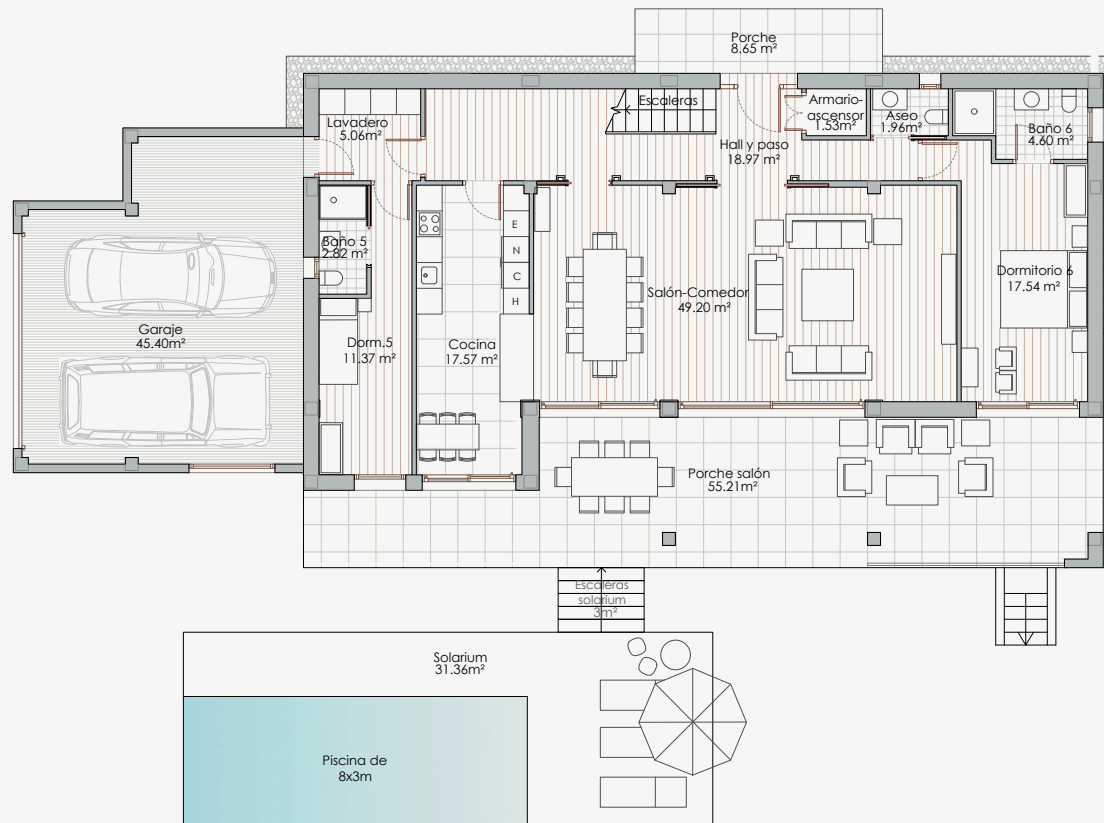 Porche
8.65 m²
Escaleras
Armario-
ascensor
1.53m²
Aseo
1.96m²
Baño 6
4.60 m²
Lavadero
5.06m²
Hall y paso
18.97 m²
Baño 5
2.82 m²
E
N
C
H
Dormitorio 6
17.54 m²
Salón-Comedor
49.20 m²
Garaje
45.40m²
Dorm.5
11.37 m²
Cocina
17.57 m²
Porche salón
55.21m²
Escaleras
solarium
3m²
Solarium
31.36m²
Piscina de
8x3m